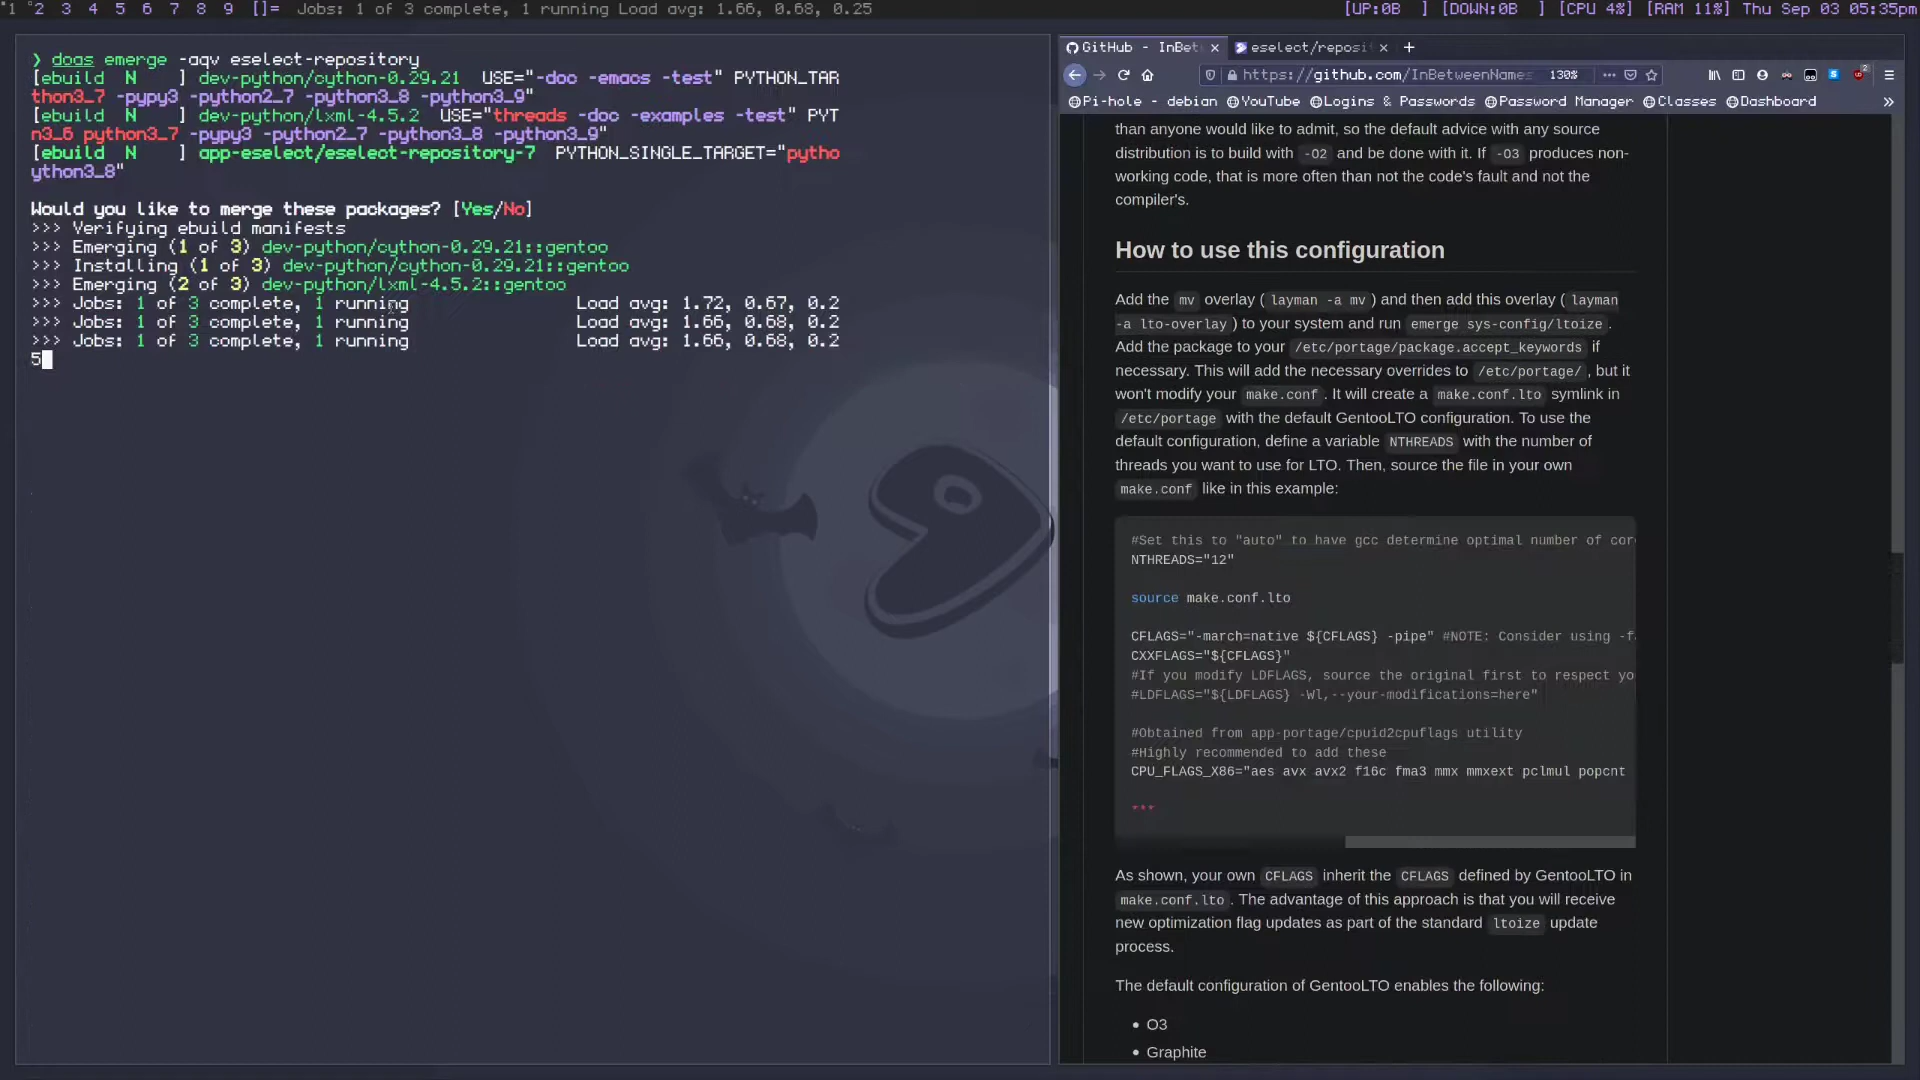 1 2 3 4 5 6 7 8 9 []= Jobs: 1 of 3 complete, 1 running Load avg: 1.66, 0.68, 0.25 [UP:0B ] [DOWN:0B ] [CPU 4%] [RAM 11%] Thu Sep 03 05:35pm
❯ doas emerge -aqv eselect-repository
[ebuild  N    ] dev-python/cython-0.29.21  USE="-doc -emacs -test" PYTHON_TAR
thon3_7 -pypy3 -python2_7 -python3_8 -python3_9"
[ebuild  N    ] dev-python/lxml-4.5.2  USE="threads -doc -examples -test" PYT
n3_6 python3_7 -pypy3 -python2_7 -python3_8 -python3_9"
[ebuild  N    ] app-eselect/eselect-repository-7  PYTHON_SINGLE_TARGET="pytho
ython3_8"
Would you like to merge these packages? [Yes/No]
>>> Verifying ebuild manifests
>>> Emerging (1 of 3) dev-python/cython-0.29.21::gentoo
>>> Installing (1 of 3) dev-python/cython-0.29.21::gentoo
>>> Emerging (2 of 3) dev-python/lxml-4.5.2::gentoo
>>> Jobs: 1 of 3 complete, 1 running                Load avg: 1.72, 0.67, 0.2
>>> Jobs: 1 of 3 complete, 1 running                Load avg: 1.66, 0.68, 0.2
>>> Jobs: 1 of 3 complete, 1 running                Load avg: 1.66, 0.68, 0.2
5
GitHub - InBet × eselect/reposi × +
https://github.com/InBetweenNames 130% ···
Pi-hole - debian YouTube Logins & Passwords Password Manager Classes Dashboard »
than anyone would like to admit, so the default advice with any source
distribution is to build with -O2 and be done with it. If -O3 produces non-
working code, that is more often than not the code's fault and not the
compiler's.
How to use this configuration
Add the mv overlay ( layman -a mv ) and then add this overlay ( layman
-a lto-overlay ) to your system and run emerge sys-config/ltoize .
Add the package to your /etc/portage/package.accept_keywords if
necessary. This will add the necessary overrides to /etc/portage/ , but it
won't modify your make.conf . It will create a make.conf.lto symlink in
/etc/portage with the default GentooLTO configuration. To use the
default configuration, define a variable NTHREADS with the number of
threads you want to use for LTO. Then, source the file in your own
make.conf like in this example:
#Set this to "auto" to have gcc determine optimal number of cor
NTHREADS="12"
source make.conf.lto
CFLAGS="-march=native ${CFLAGS} -pipe" #NOTE: Consider using -f
CXXFLAGS="${CFLAGS}"
#If you modify LDFLAGS, source the original first to respect yo
#LDFLAGS="${LDFLAGS} -Wl,--your-modifications=here"
#Obtained from app-portage/cpuid2cpuflags utility
#Highly recommended to add these
CPU_FLAGS_X86="aes avx avx2 f16c fma3 mmx mmxext pclmul popcnt
"""
As shown, your own CFLAGS inherit the CFLAGS defined by GentooLTO in
make.conf.lto . The advantage of this approach is that you will receive
new optimization flag updates as part of the standard ltoize update
process.
The default configuration of GentooLTO enables the following:
• O3
• Graphite